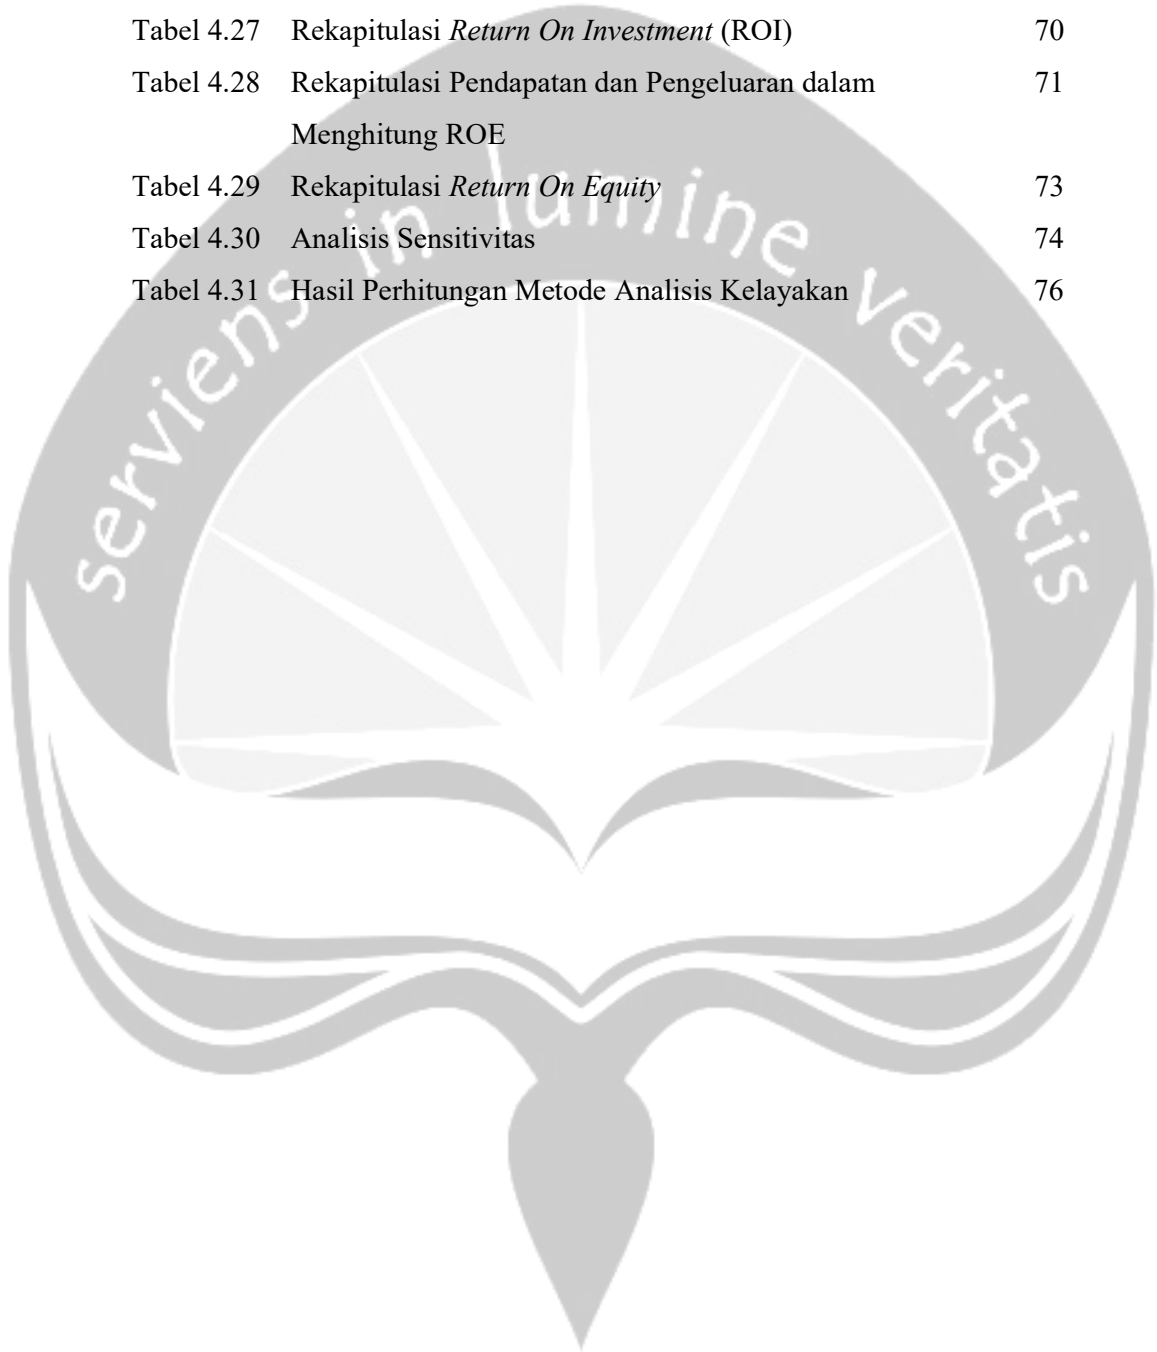 Tabel 4.27 Rekapitulasi Return On Investment (ROI) 70
Tabel 4.28 Rekapitulasi Pendapatan dan Pengeluaran dalam 71
Menghitung ROE
Tabel 4.29 Rekapitulasi Return On Equity 73
Tabel 4.30 Analisis Sensitivitas 74
Tabel 4.31 Hasil Perhitungan Metode Analisis Kelayakan 76
serviens in lumine veritatis